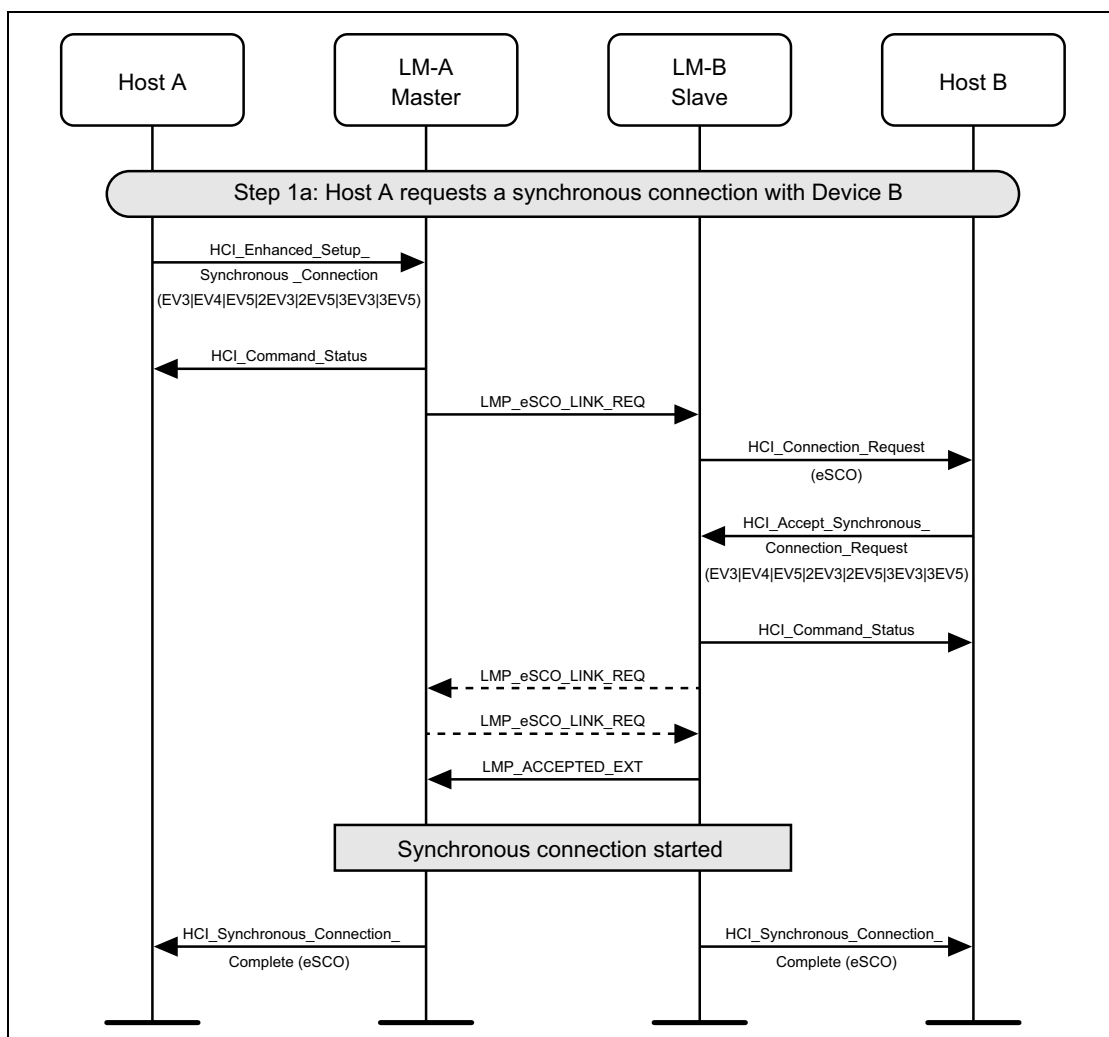 Host A
LM-A
Master
LM-B
Slave
Host B
Step 1a: Host A requests a synchronous connection with Device B
HCI_Enhanced_Setup_
Synchronous _Connection
(EV3|EV4|EV5|2EV3|2EV5|3EV3|3EV5)
HCI_Command_Status
LMP_eSCO_LINK_REQ
HCI_Connection_Request
(eSCO)
HCI_Accept_Synchronous_
Connection_Request
(EV3|EV4|EV5|2EV3|2EV5|3EV3|3EV5)
HCI_Command_Status
LMP_eSCO_LINK_REQ
LMP_eSCO_LINK_REQ
LMP_ACCEPTED_EXT
Synchronous connection started
HCI_Synchronous_Connection_
Complete (eSCO)
HCI_Synchronous_Connection_
Complete (eSCO)